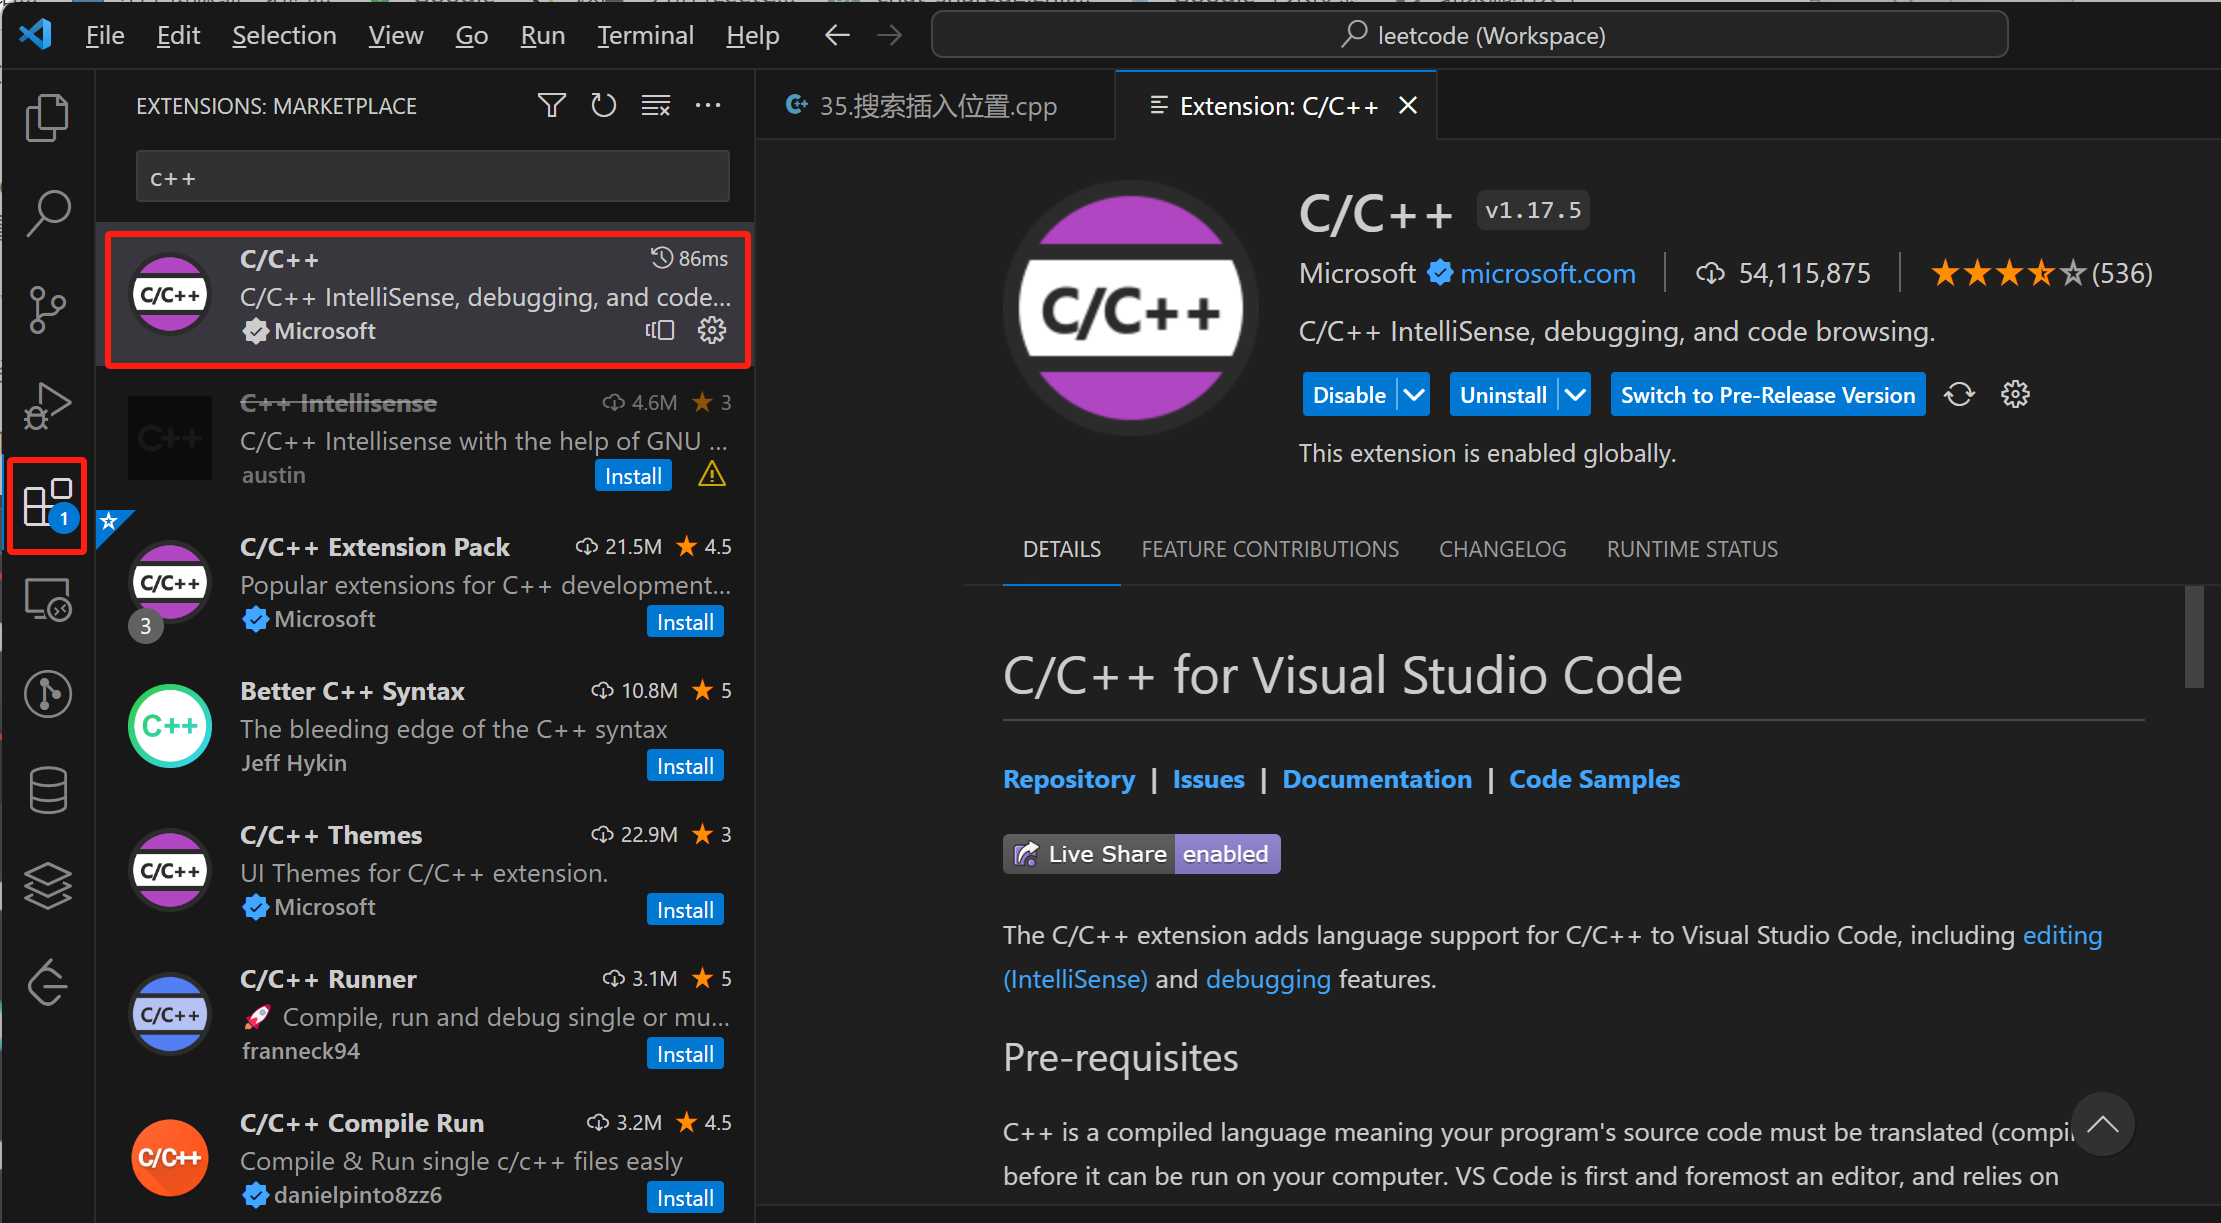 File Edit Selection View Go Run Terminal Help leetcode (Workspace)
EXTENSIONS: MARKETPLACE
c++
C/C++ 86ms
C/C++ C/C++ IntelliSense, debugging, and code...
Microsoft
C++ Intellisense 4.6M 3
C++ C/C++ Intellisense with the help of GNU ...
austin Install
1
C/C++ Extension Pack 21.5M 4.5
C/C++ Popular extensions for C++ development...
3 Microsoft Install
Better C++ Syntax 10.8M 5
C++ The bleeding edge of the C++ syntax
Jeff Hykin Install
C/C++ Themes 22.9M 3
C/C++ UI Themes for C/C++ extension.
Microsoft Install
C/C++ Runner 3.1M 5
C/C++ 🚀 Compile, run and debug single or mu...
franneck94 Install
C/C++ Compile Run 3.2M 4.5
C/C++ Compile & Run single c/c++ files easly
danielpinto8zz6 Install
35.搜索插入位置.cpp Extension: C/C++
C/C++
C/C++ v1.17.5
Microsoft microsoft.com 54,115,875 (536)
C/C++ IntelliSense, debugging, and code browsing.
Disable Uninstall Switch to Pre-Release Version
This extension is enabled globally.
DETAILS FEATURE CONTRIBUTIONS CHANGELOG RUNTIME STATUS
C/C++ for Visual Studio Code
Repository | Issues | Documentation | Code Samples
Live Share enabled
The C/C++ extension adds language support for C/C++ to Visual Studio Code, including editing
(IntelliSense) and debugging features.
Pre-requisites
C++ is a compiled language meaning your program's source code must be translated (compi
before it can be run on your computer. VS Code is first and foremost an editor, and relies on